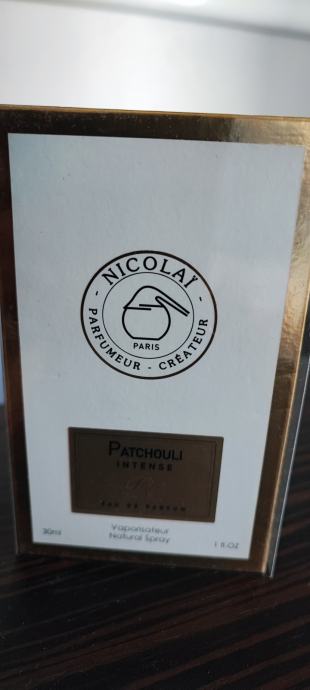 - NICOLAÏ -
PARFUMEUR - CRÉATEUR
PARIS
PATCHOULI
INTENSE
EAU DE PARFUM
30ml
Vaporisateur
Natural Spray
1 fl.OZ